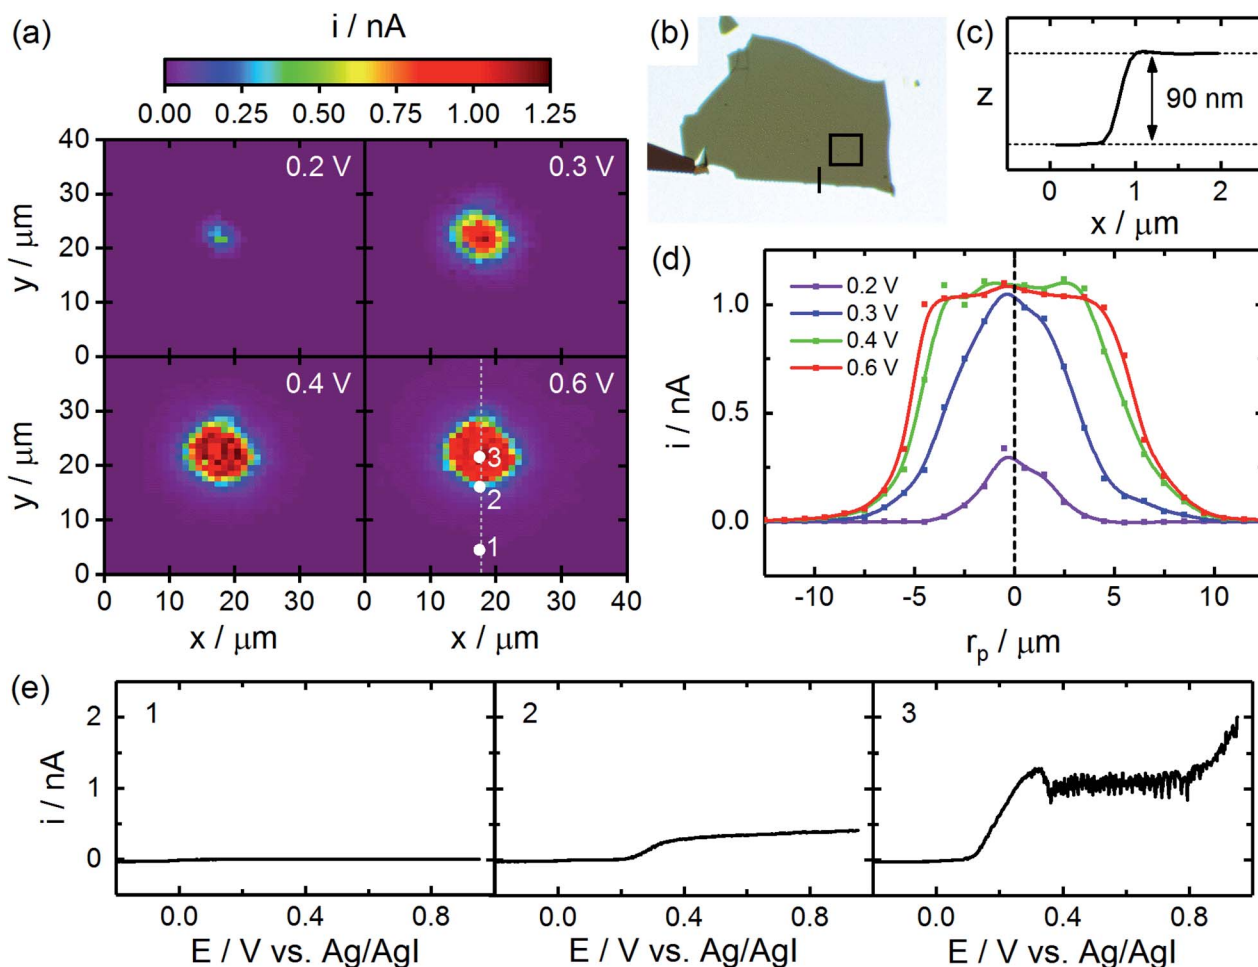 (a)
i / nA
0.00 0.25 0.50 0.75 1.00 1.25
40
30
20
10
0
y / μm
0.2 V
0.3 V
30
20
10
0
y / μm
0.4 V
0.6 V
3
2
1
0 10 20 30
0 10 20 30 40
x / μm
x / μm
(b)
(c)
z
90 nm
0 1 2
x / μm
(d)
i / nA
1.0
0.5
0.0
0.2 V
0.3 V
0.4 V
0.6 V
-10 -5 0 5 10
rp / μm
(e)
i / nA
2
1
0
1
2
3
0.0 0.4 0.8
0.0 0.4 0.8
0.0 0.4 0.8
E / V vs. Ag/AgI
E / V vs. Ag/AgI
E / V vs. Ag/AgI